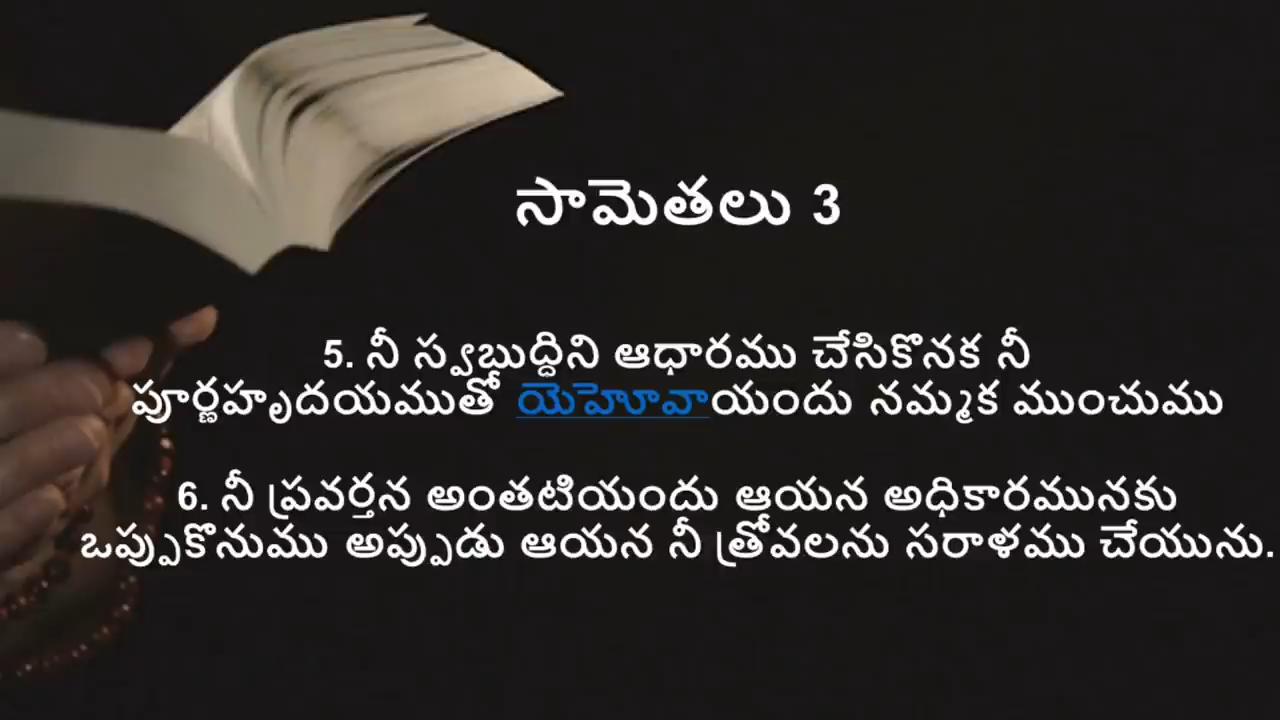 సామెతలు 3
5. నీ స్వబుద్ధిని ఆధారము చేసికొనక నీ
పూర్ణహృదయముతో యెహోవాయందు నమ్మక ముంచుము
6. నీ ప్రవర్తన అంతటియందు ఆయన అధికారమునకు
ఒప్పుకొనుము అప్పుడు ఆయన నీ త్రోవలను సరాళము చేయును.